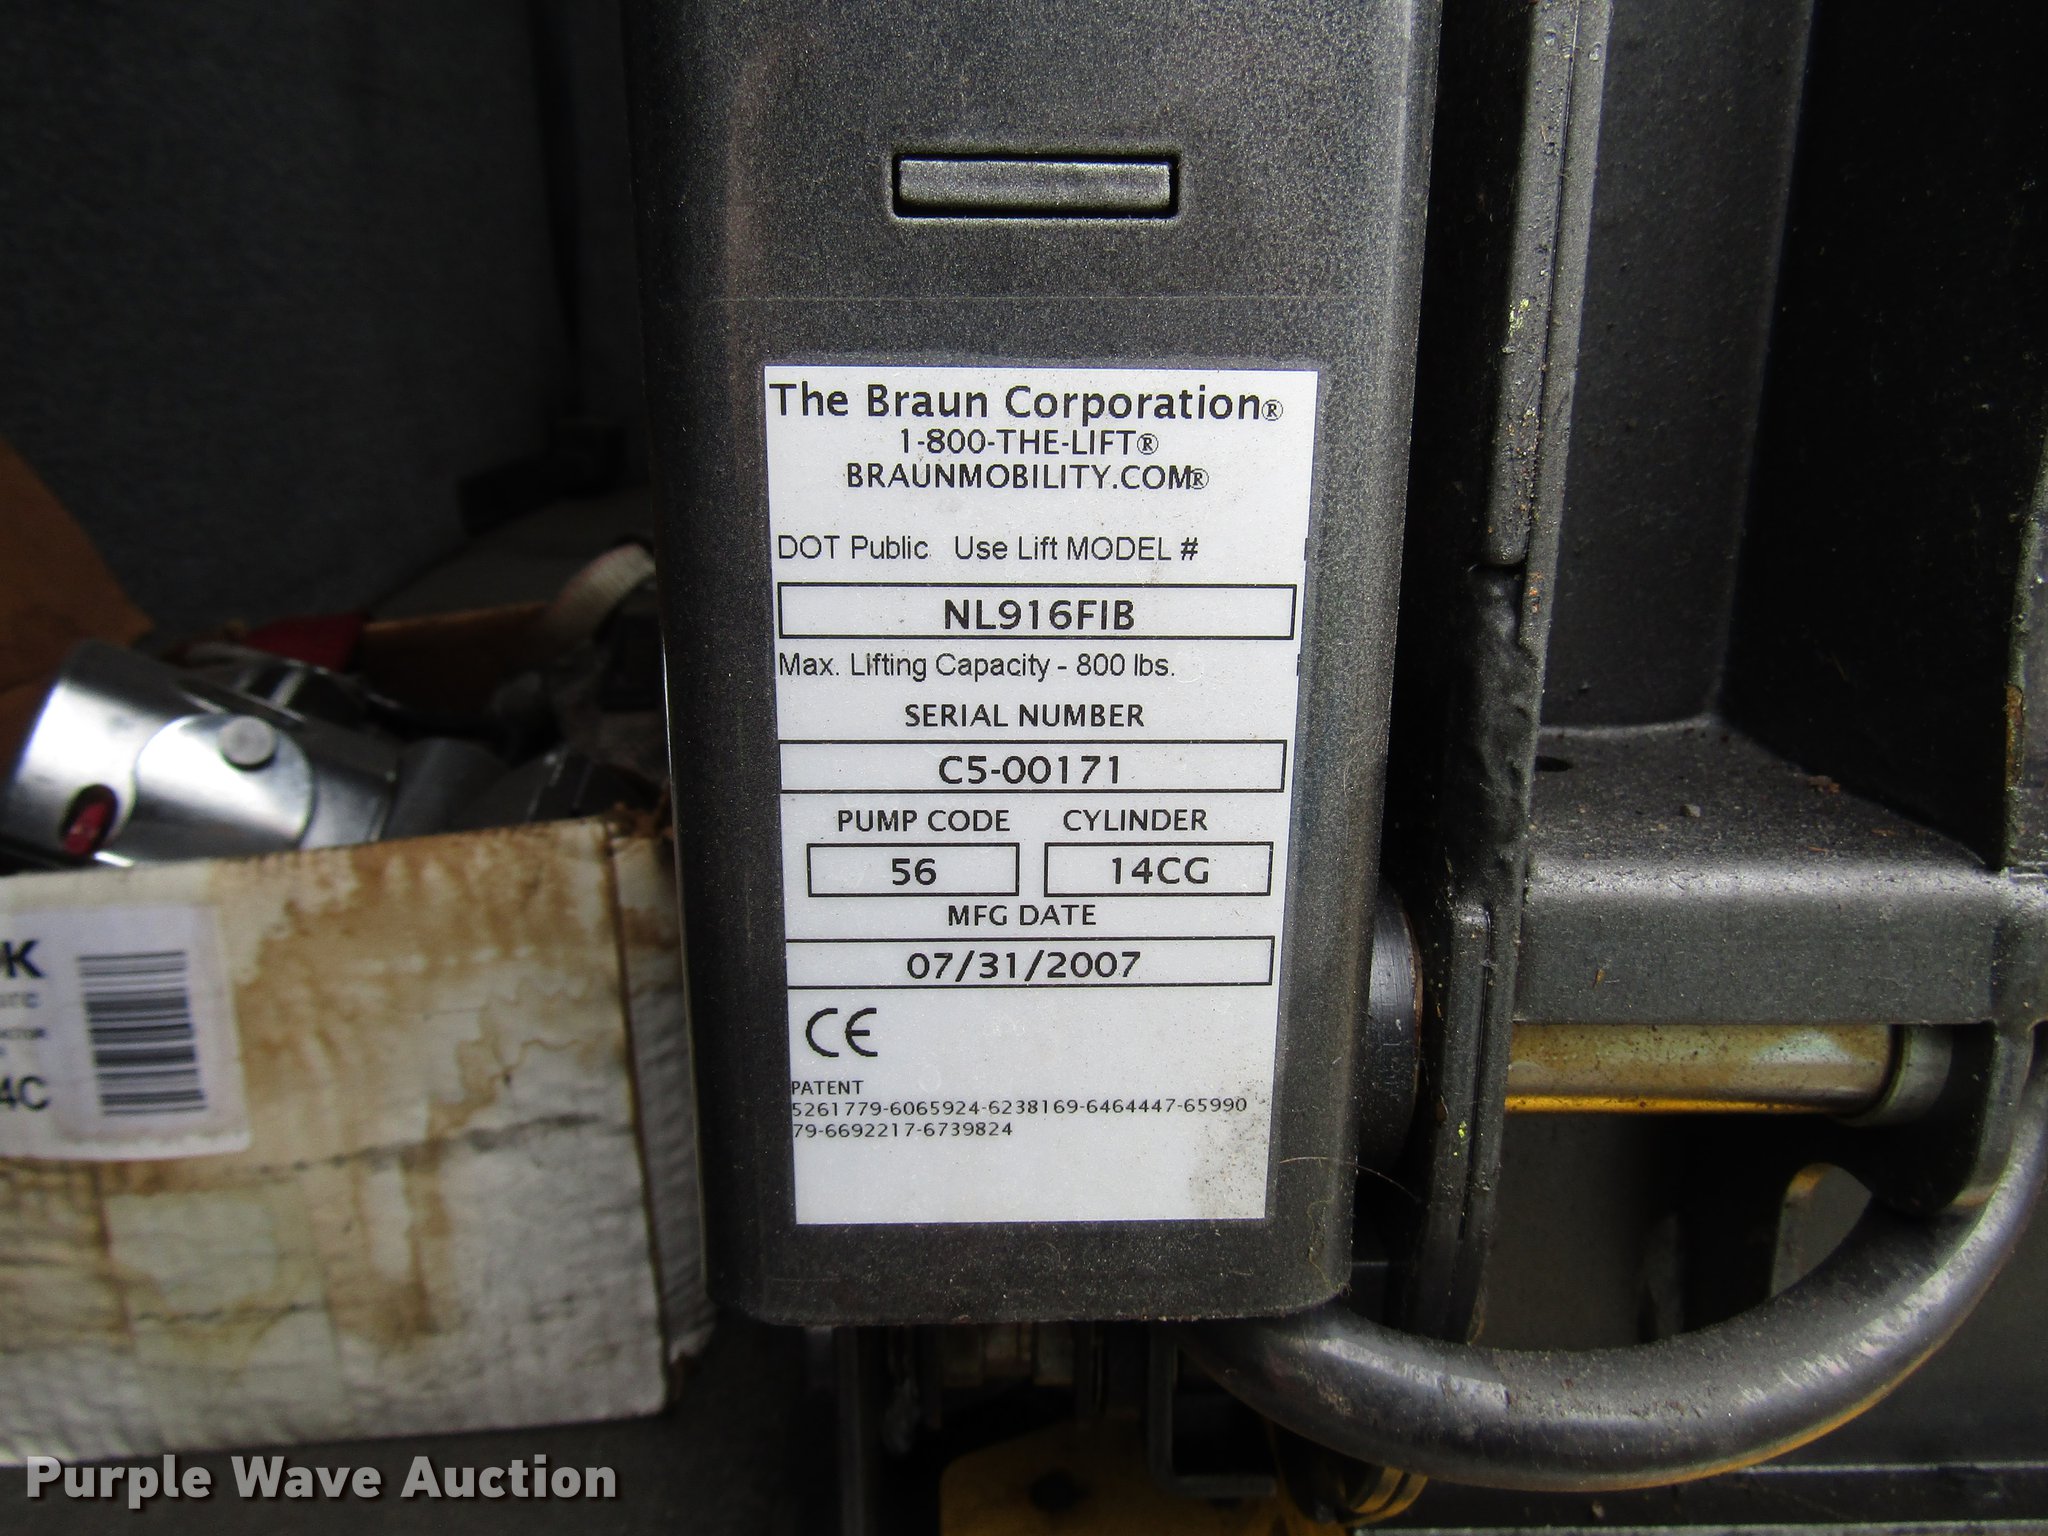 The Braun Corporation®
1-800-THE-LIFT®
BRAUNMOBILITY.COM®
DOT Public Use Lift MODEL #
NL916FIB
Max. Lifting Capacity - 800 lbs.
SERIAL NUMBER
C5-00171
PUMP CODE CYLINDER
56 14CG
MFG DATE
07/31/2007
CE
PATENT
5261779-6065924-6238169-6464447-65990
79-6692217-6739824
4C
Purple Wave Auction